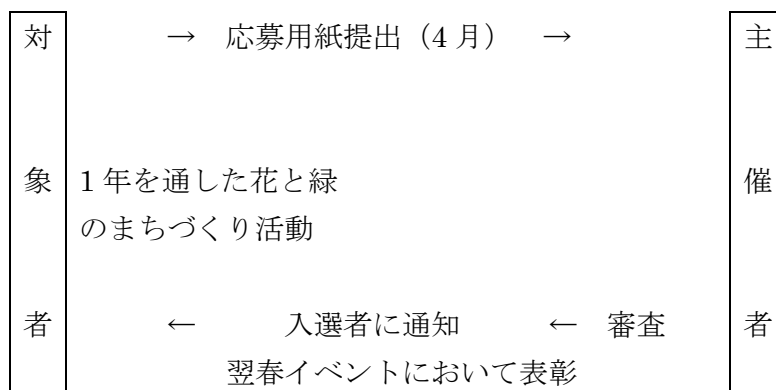 対 → 応募用紙提出（4 月） → 主
象 1 年を通した花と緑 催
のまちづくり活動
者 ← 入選者に通知 ← 審査 者
翌春イベントにおいて表彰